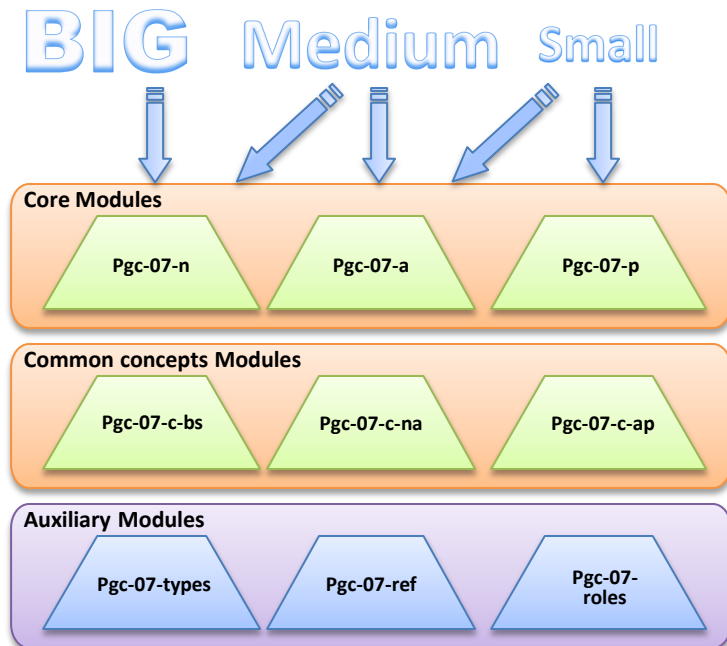 BIG Medium Small
Core Modules
Pgc-07-n Pgc-07-a Pgc-07-p
Common concepts Modules
Pgc-07-c-bs Pgc-07-c-na Pgc-07-c-ap
Auxiliary Modules
Pgc-07-types Pgc-07-ref Pgc-07-
roles